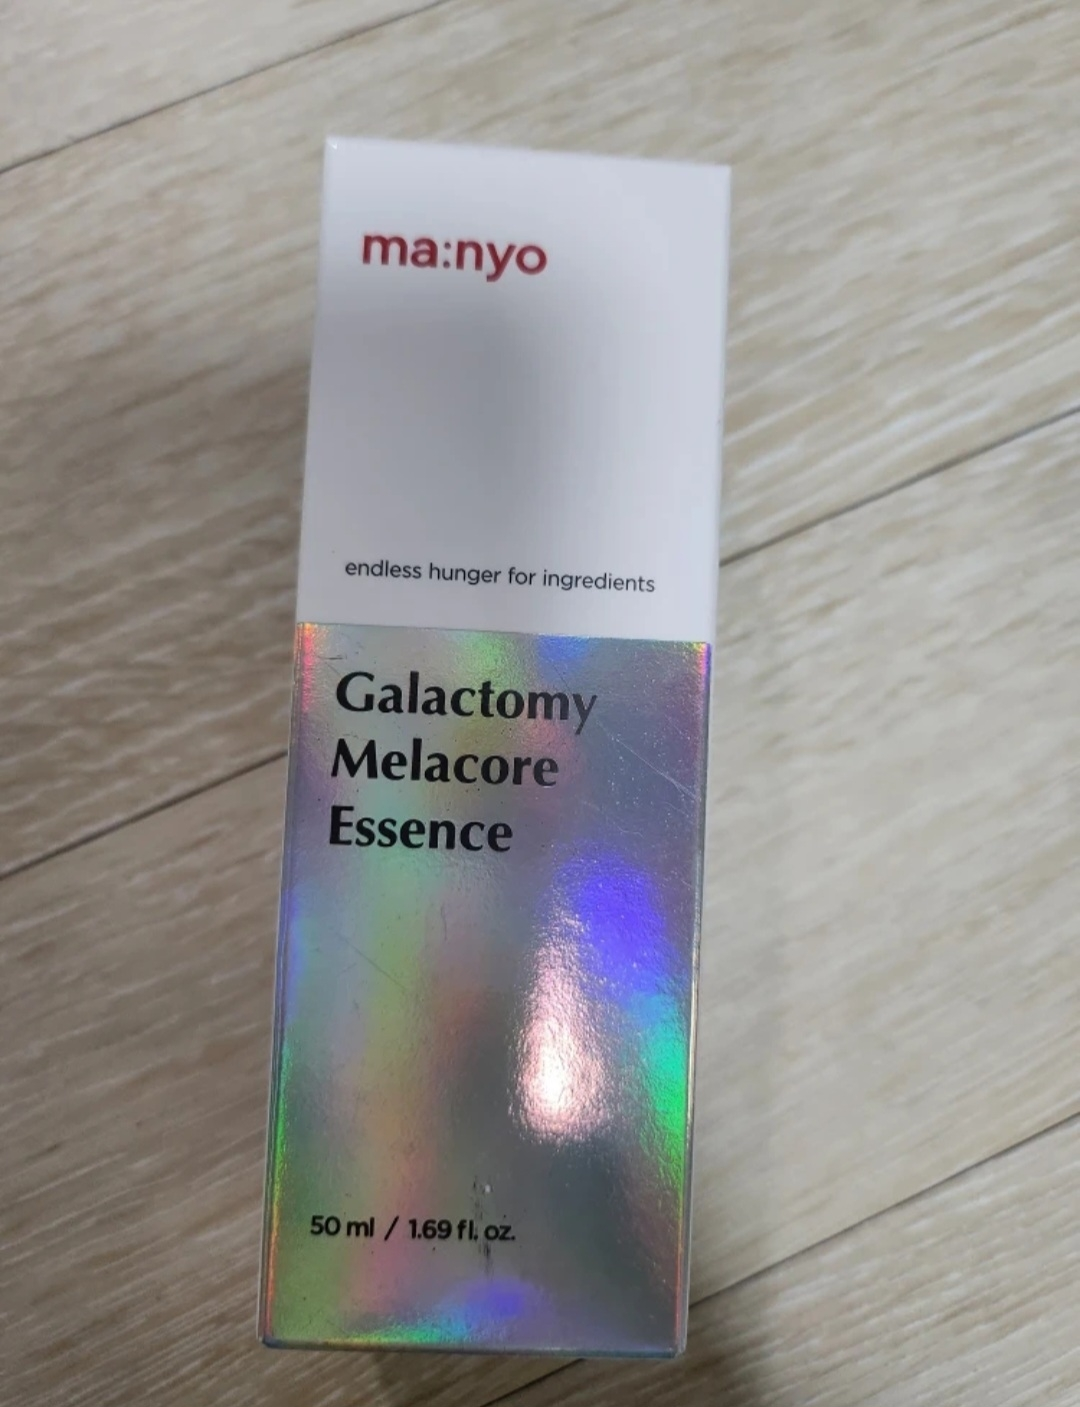 ma:nyo
endless hunger for ingredients
Galactomy
Melacore
Essence
50 ml / 1.69 fl. oz.